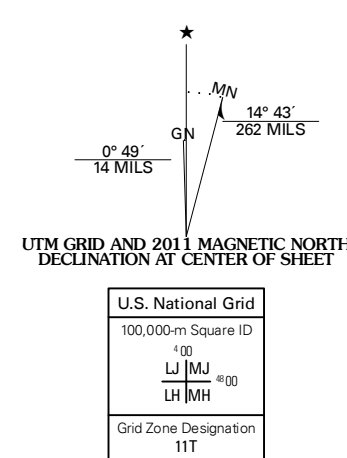 ★
MN
GN
14° 43´
262 MILS
0° 49´
14 MILS
UTM GRID AND 2011 MAGNETIC NORTH
DECLINATION AT CENTER OF SHEET
U.S. National Grid
100,000-m Square ID
400
LJ MJ
4800
LH MH
Grid Zone Designation
11T